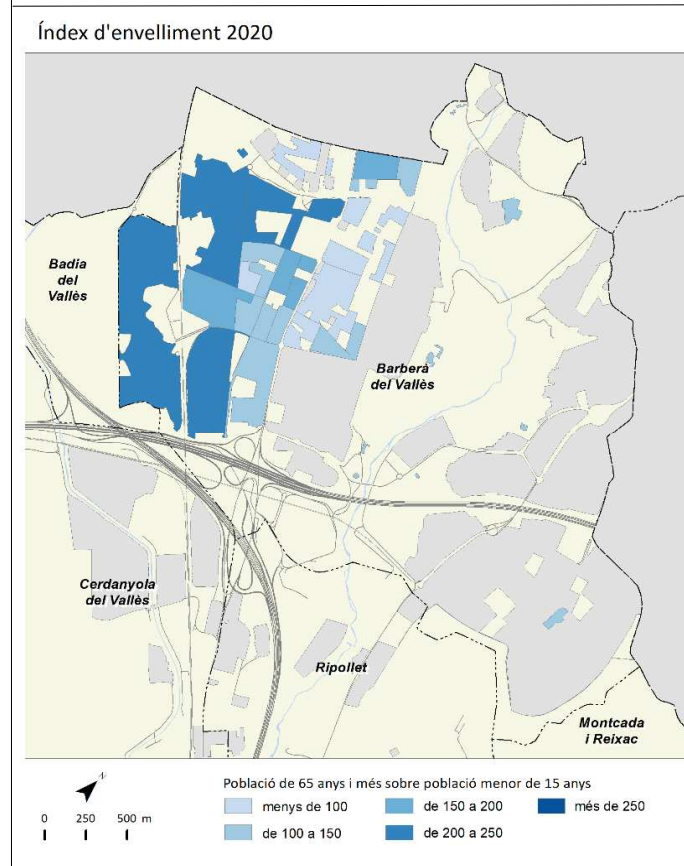 Índex d'envelliment 2020
Badia
del
Vallès
Barberà
del Vallès
Cerdanyola
del Vallès
Ripollet
Montcada
i Reixac
N
0 250 500 m
Població de 65 anys i més sobre població menor de 15 anys
menys de 100
de 150 a 200
més de 250
de 100 a 150
de 200 a 250